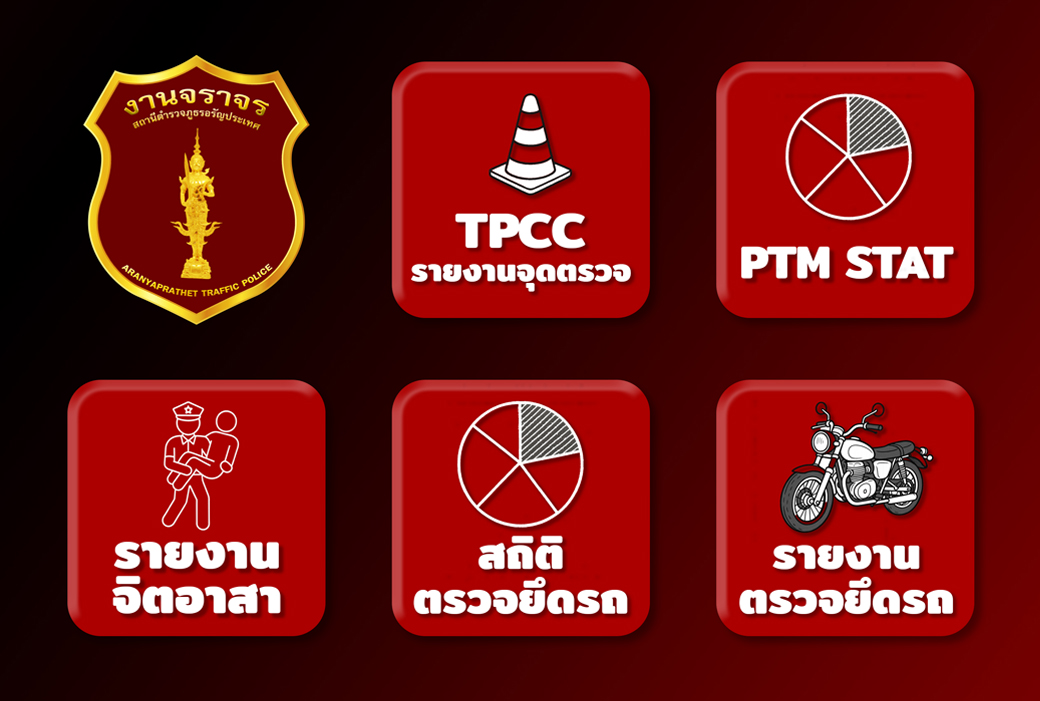 งานจราจร
สถานีตำรวจภูธรอรัญประเทศ
ARANYAPRATHET TRAFFIC POLICE
TPCC
รายงานจุดตรวจ
PTM STAT
รายงาน
จิตอาสา
สถิติ
ตรวจยึดรถ
รายงาน
ตรวจยึดรถ